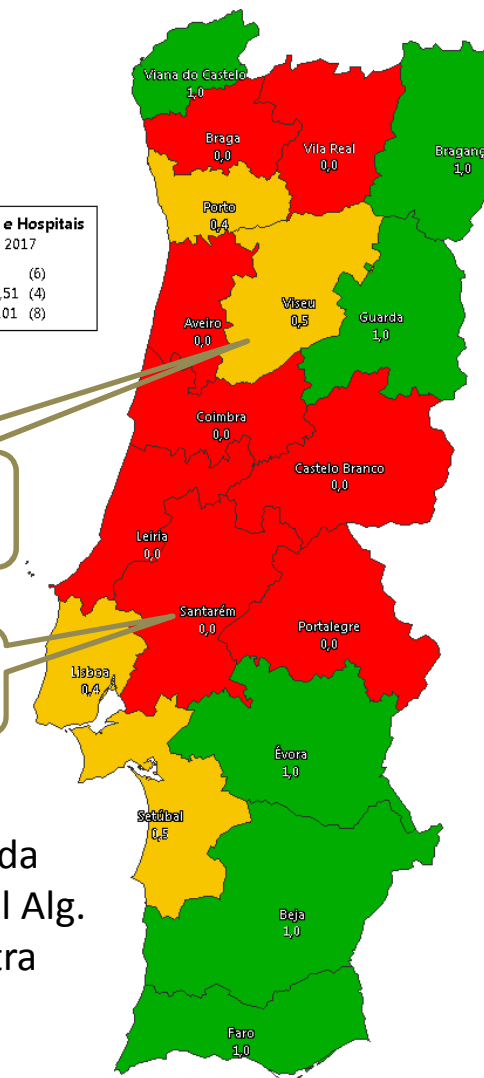 Viana do Castelo
1,0
Braga
0,0
Vila Real
0,0
Braganç
1,0
Porto
0,4
e Hospitais
2017
(6)
,51 (4)
01 (8)
Viseu
0,5
Guarda
1,0
Aveiro
0,0
Coimbra
0,0
Castelo Branco
0,0
Leiria
0,0
Santarém
0,0
Portalegre
0,0
Lisboa
0,4
Évora
1,0
Setúbal
0,5
da
l Alg.
tra
Beja
1,0
Faro
1,0